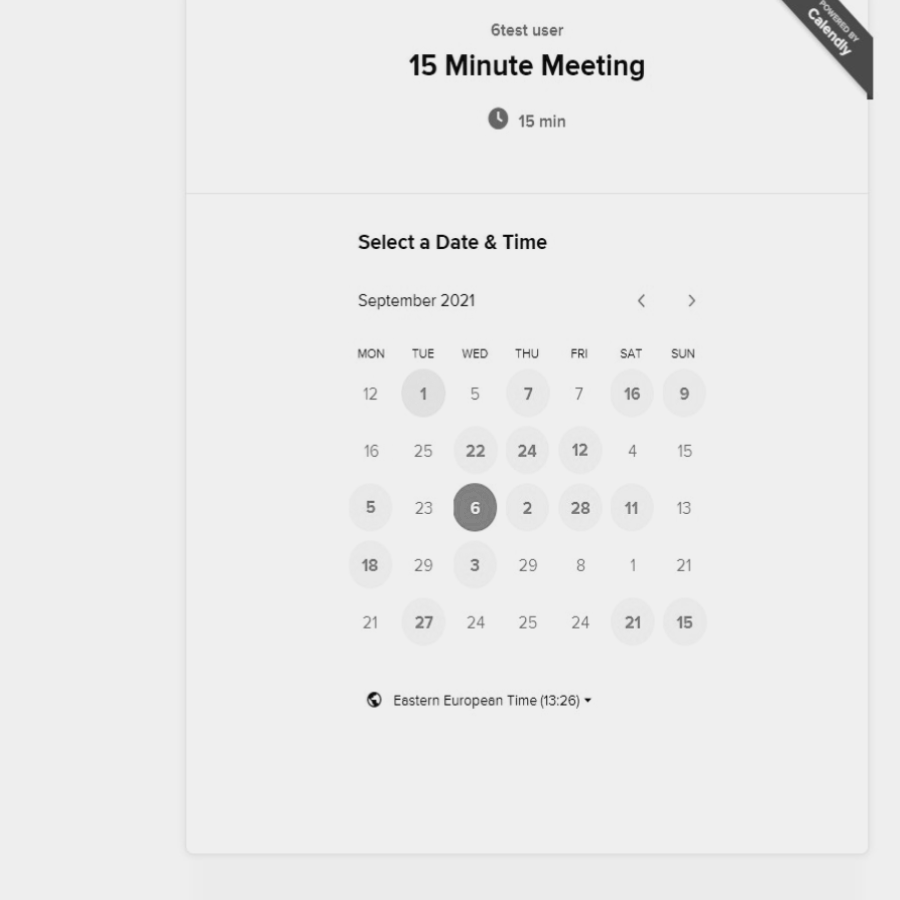 POWERED BY
Calendly
6test user
15 Minute Meeting
15 min
Select a Date & Time
September 2021
MON TUE WED THU FRI SAT SUN
12 1 5 7 7 16 9
16 25 22 24 12 4 15
5 23 6 2 28 11 13
18 29 3 29 8 1 21
21 27 24 25 24 21 15
Eastern European Time (13:26)